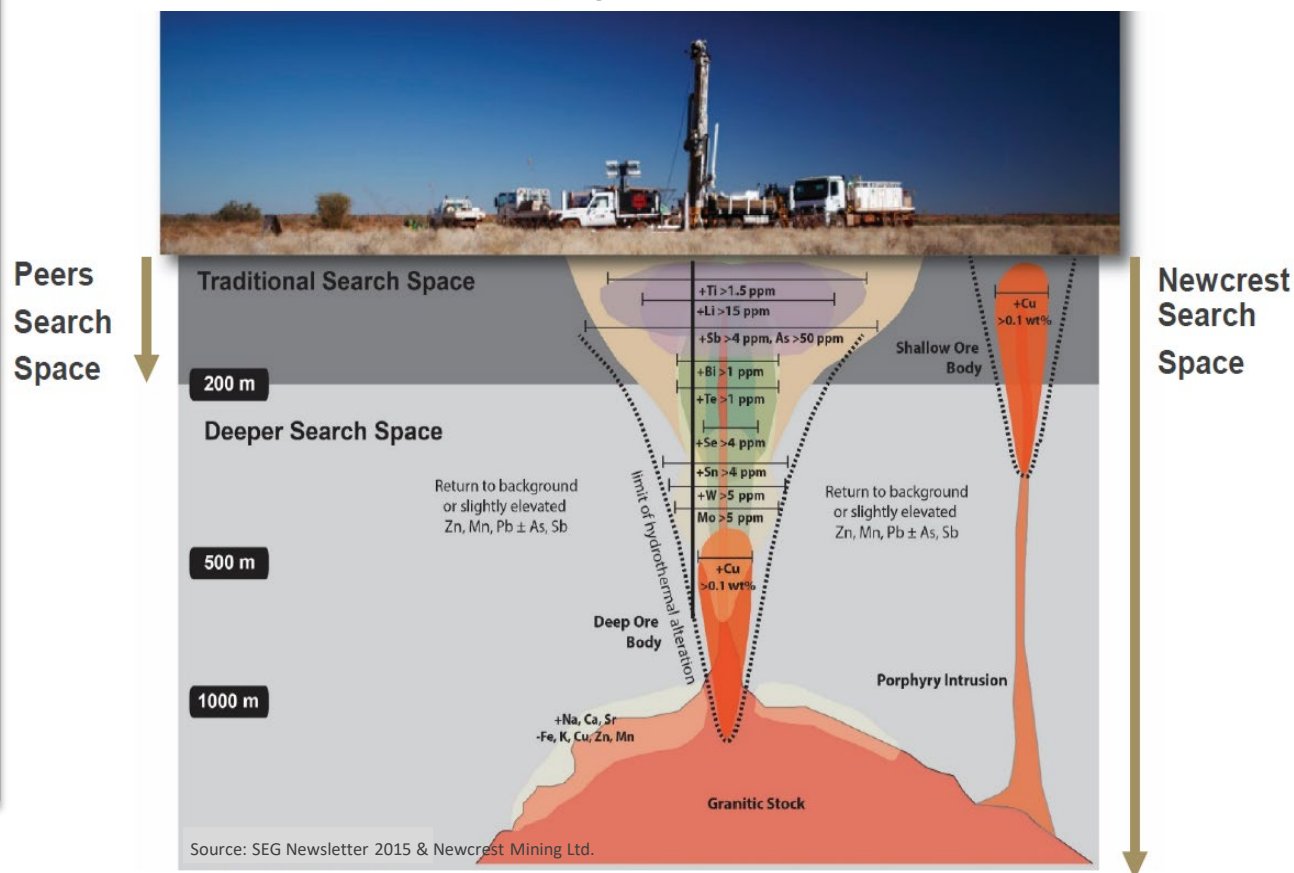 Peers
Search
Space
Newcrest
Search
Space
Traditional Search Space
+Ti >1.5 ppm
+Li >15 ppm
+Sb >4 ppm, As >50 ppm
+Cu
>0.1 wt%
Shallow Ore
Body
200 m
+Bi >1 ppm
+Te >1 ppm
Deeper Search Space
+Se >4 ppm
+Sn >4 ppm
+W >5 ppm
Mo >5 ppm
Return to background
or slightly elevated
Zn, Mn, Pb ± As, Sb
Return to background
or slightly elevated
Zn, Mn, Pb ± As, Sb
limit of hydrothermal alteration
500 m
+Cu
>0.1 wt%
Deep Ore
Body
Porphyry Intrusion
1000 m
+Na, Ca, Sr
-Fe, K, Cu, Zn, Mn
Granitic Stock
Source: SEG Newsletter 2015 & Newcrest Mining Ltd.